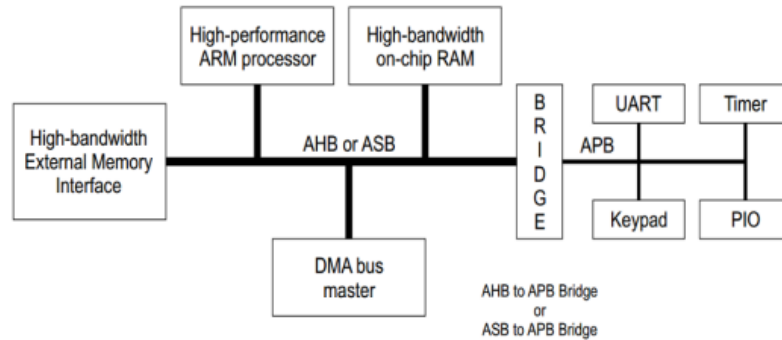 High-performance
ARM processor
High-bandwidth
on-chip RAM
High-bandwidth
External Memory
Interface
AHB or ASB
B
R
I
D
G
E
APB
UART
Timer
Keypad
PIO
DMA bus
master
AHB to APB Bridge
or
ASB to APB Bridge